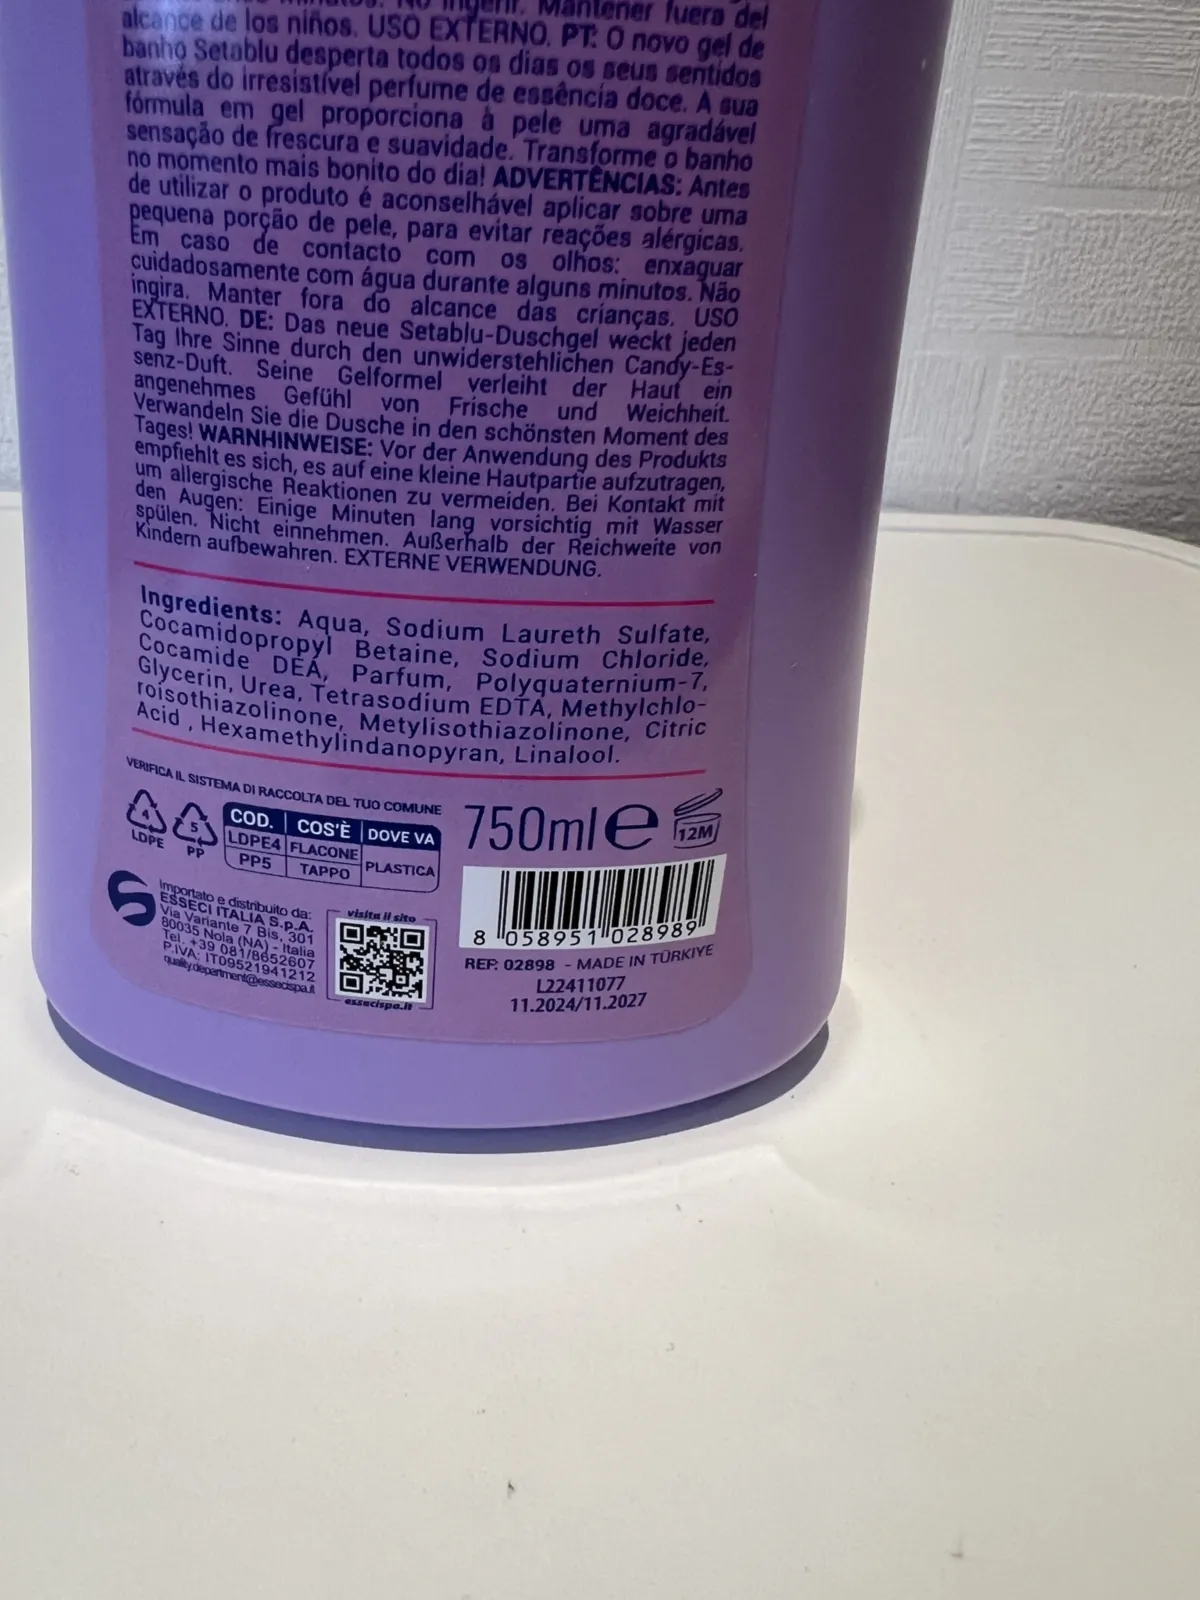 No ingerir. Mantener fuera del
alcance de los niños. USO EXTERNO. PT: O novo gel de
banho Setablu desperta todos os dias os seus sentidos
através do irresistível perfume de essência doce. A sua
fórmula em gel proporciona à pele uma agradável
sensação de frescura e suavidade. Transforme o banho
no momento mais bonito do dia! ADVERTÊNCIAS: Antes
de utilizar o produto é aconselhável aplicar sobre uma
pequena porção de pele, para evitar reações alérgicas.
Em caso de contacto com os olhos: enxaguar
cuidadosamente com água durante alguns minutos. Não
ingira. Manter fora do alcance das crianças. USO
EXTERNO. DE: Das neue Setablu-Duschgel weckt jeden
Tag Ihre Sinne durch den unwiderstehlichen Candy-Es-
senz-Duft. Seine Gelformel verleiht der Haut ein
angenehmes Gefühl von Frische und Weichheit.
Verwandeln Sie die Dusche in den schönsten Moment des
Tages! WARNHINWEISE: Vor der Anwendung des Produkts
empfiehlt es sich, es auf eine kleine Hautpartie aufzutragen,
um allergische Reaktionen zu vermeiden. Bei Kontakt mit
den Augen: Einige Minuten lang vorsichtig mit Wasser
spülen. Nicht einnehmen. Außerhalb der Reichweite von
Kindern aufbewahren. EXTERNE VERWENDUNG.
Ingredients: Aqua, Sodium Laureth Sulfate,
Cocamidopropyl Betaine, Sodium Chloride,
Cocamide DEA, Parfum, Polyquaternium-7,
Glycerin, Urea, Tetrasodium EDTA, Methylchlo-
roisothiazolinone, Metylisothiazolinone, Citric
Acid , Hexamethylindanopyran, Linalool.
VERIFICA IL SISTEMA DI RACCOLTA DEL TUO COMUNE
4 LDPE
5 PP
COD. COS'È DOVE VA
LDPE4 FLACONE
PP5 TAPPO PLASTICA
750ml e 12M
Importato e distribuito da:
ESSECI ITALIA S.p.A.
Via Variante 7 Bis, 301
80035 Nola (NA) - Italia
Tel. +39 081/8652607
P.IVA: IT09521941212
quality.department@essecispa.it
visita il sito
essecispa.it
8 058951 028989
REF: 02898 - MADE IN TÜRKIYE
L22411077
11.2024/11.2027